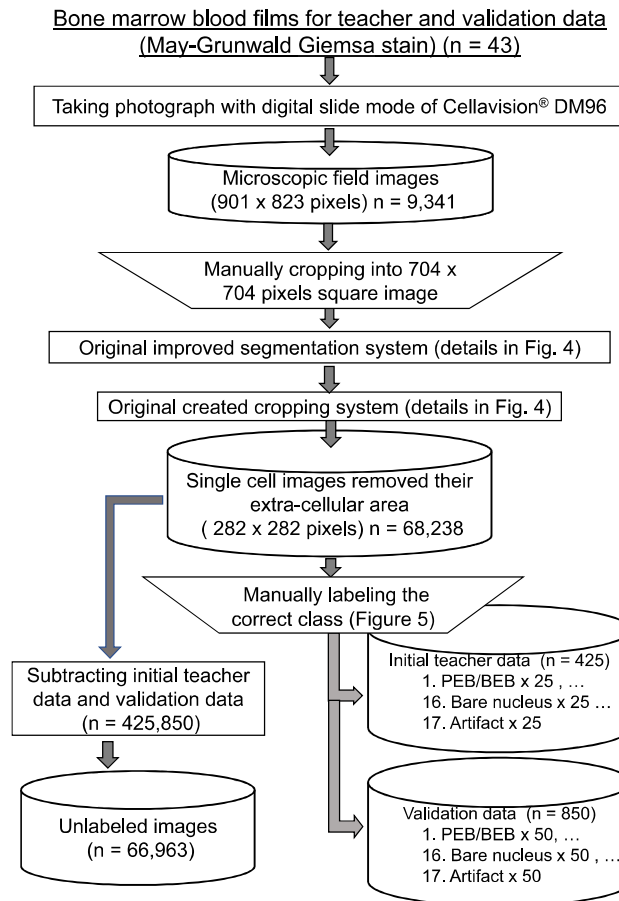 Bone marrow blood films for teacher and validation data
(May-Grunwald Giemsa stain) (n = 43)
Taking photograph with digital slide mode of Cellavision® DM96
Microscopic field images
(901 x 823 pixels) n = 9,341
Manually cropping into 704 x
704 pixels square image
Original improved segmentation system (details in Fig. 4)
Original created cropping system (details in Fig. 4)
Single cell images removed their
extra-cellular area
( 282 x 282 pixels) n = 68,238
Manually labeling the
correct class (Figure 5)
Subtracting initial teacher
data and validation data
(n = 425,850)
Unlabeled images
(n = 66,963)
Initial teacher data (n = 425)
1. PEB/BEB x 25 , …
16. Bare nucleus x 25 …
17. Artifact x 25
Validation data (n = 850)
1. PEB/BEB x 50, …
16. Bare nucleus x 50 , …
17. Artifact x 50